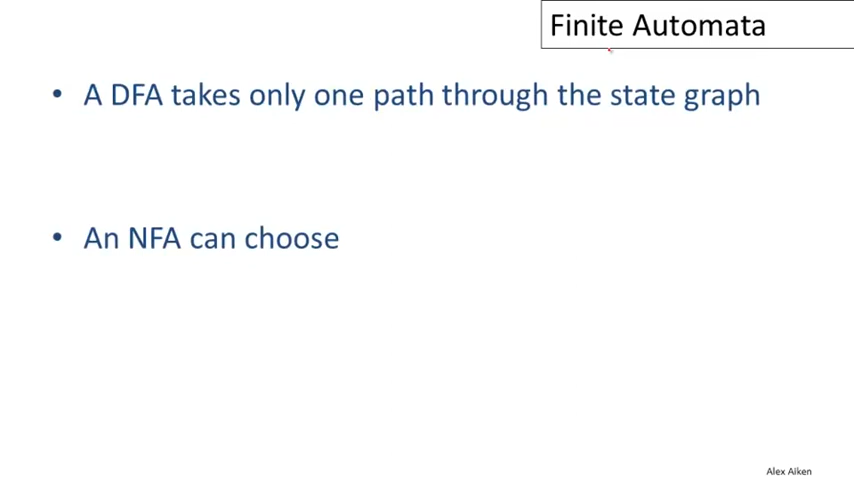 Finite Automata
• A DFA takes only one path through the state graph
• An NFA can choose
Alex Aiken